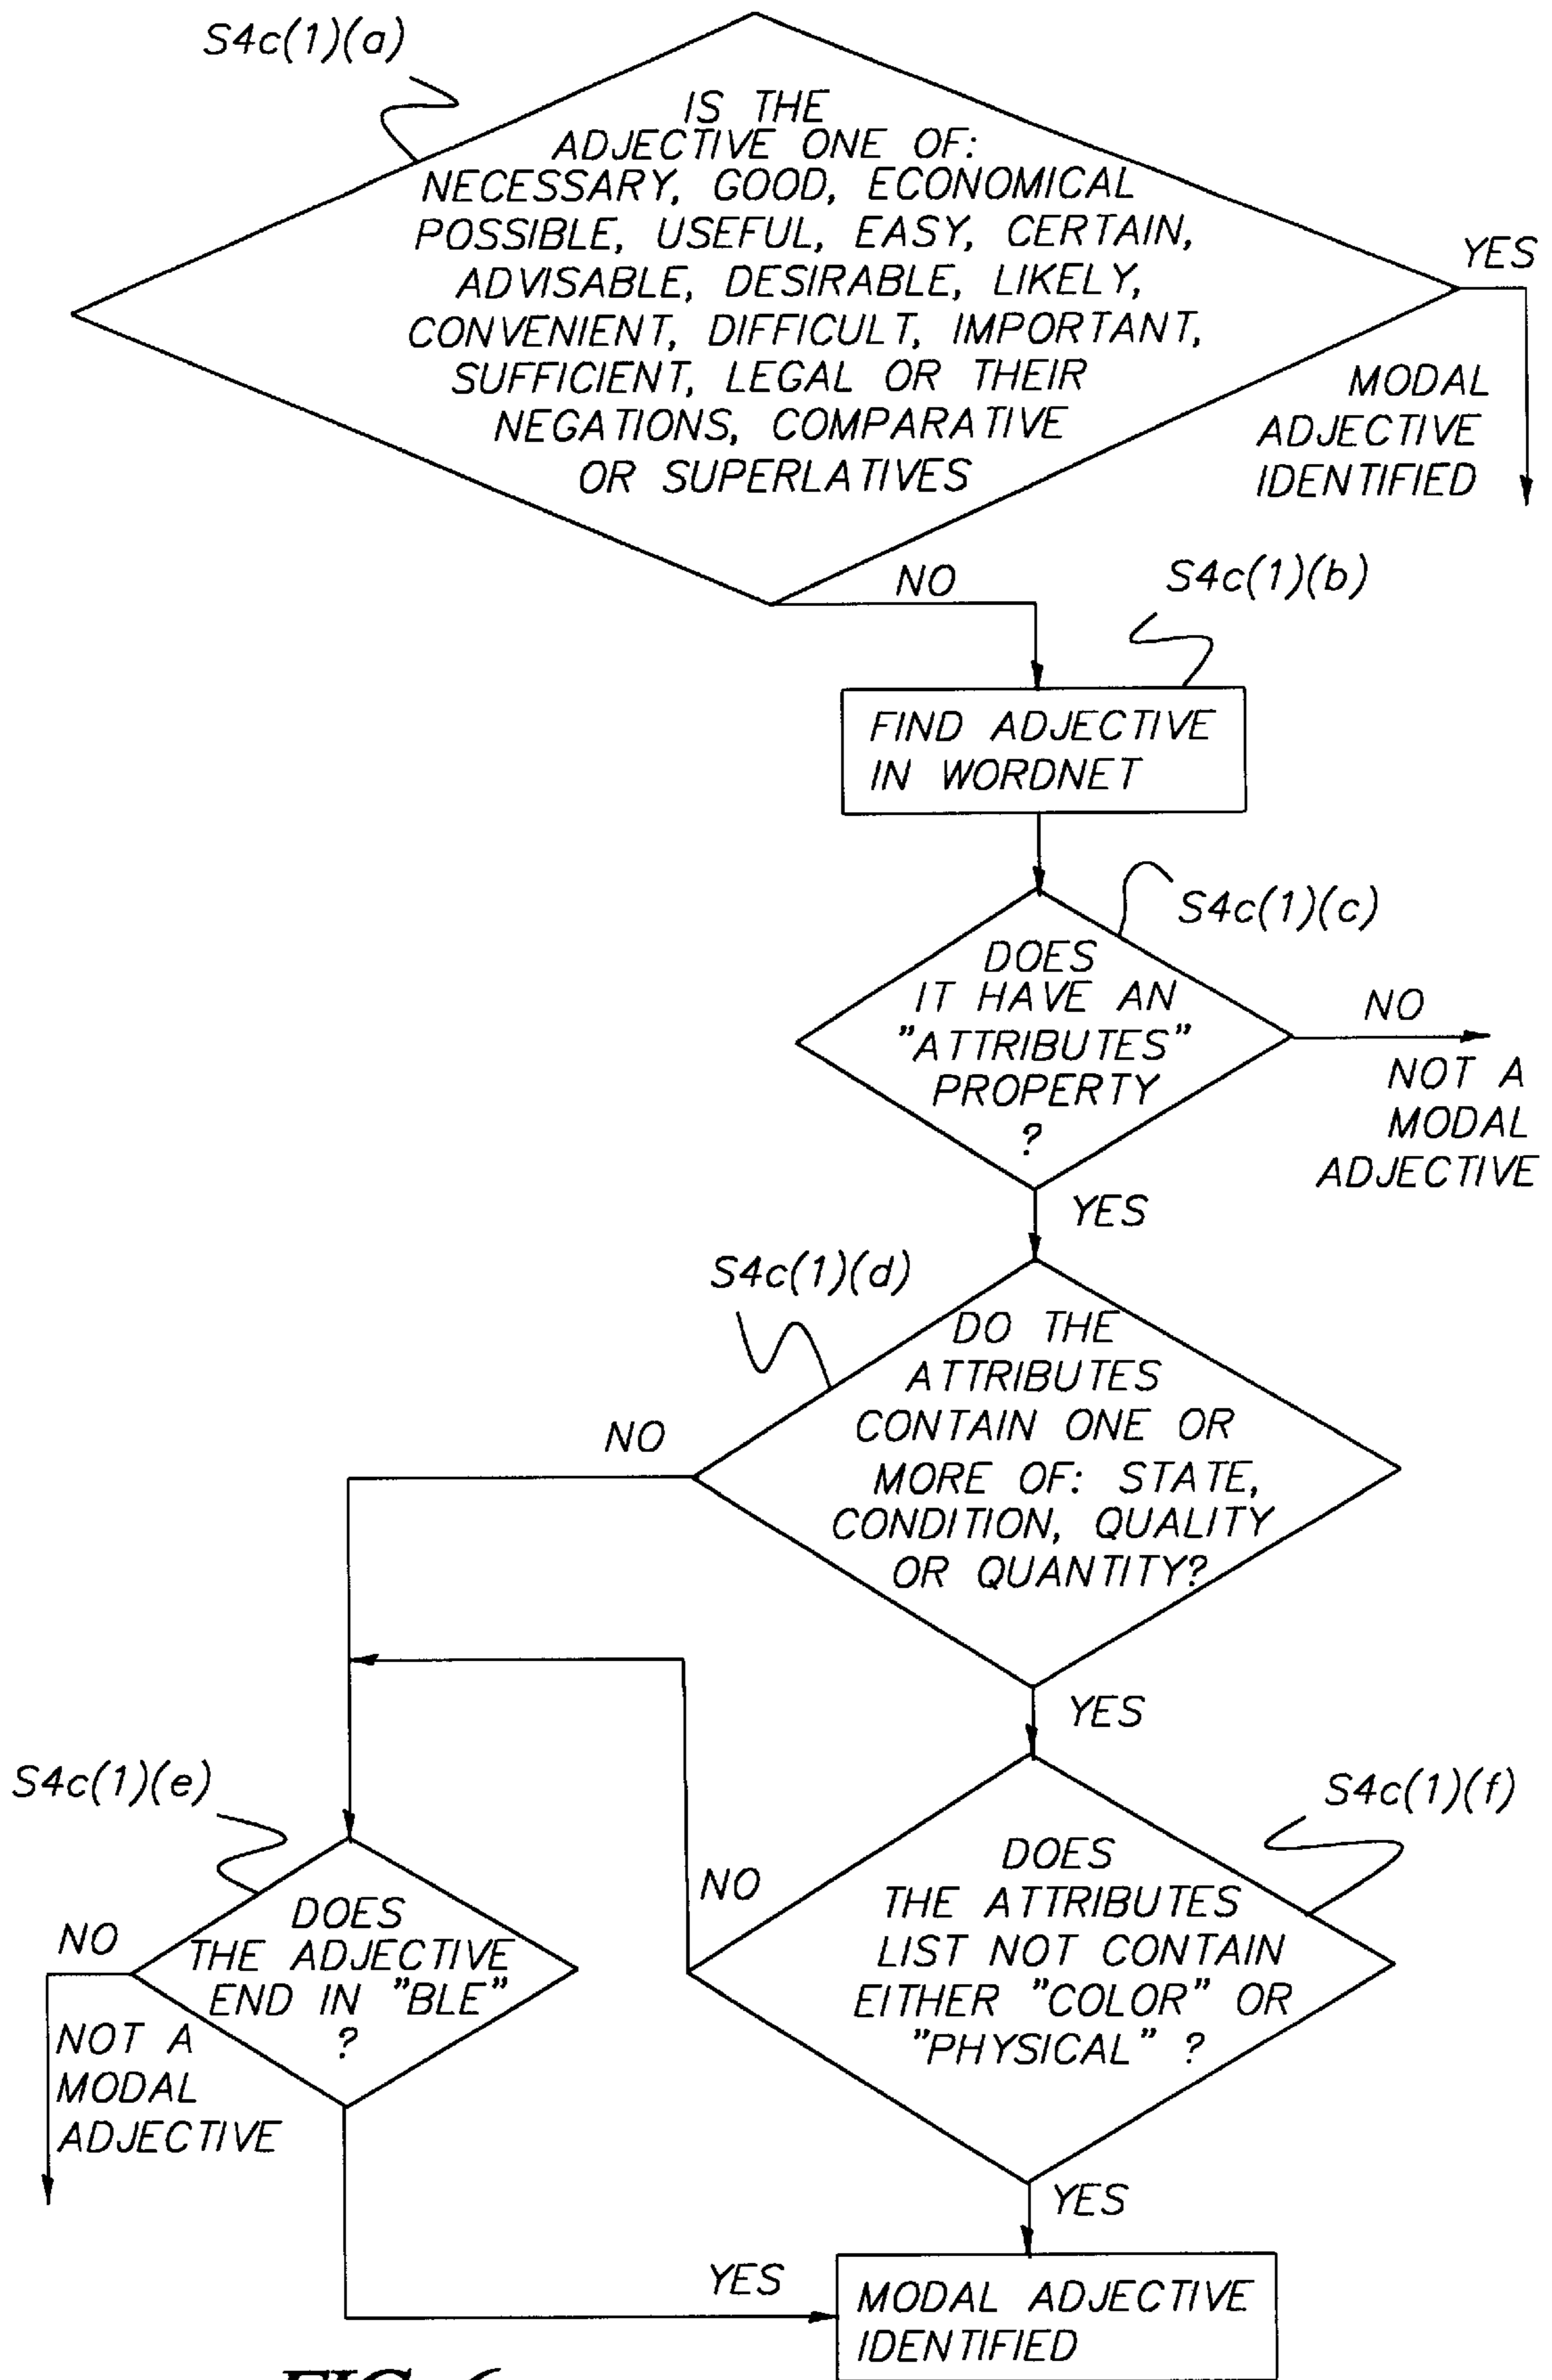 S4c(1)(a)
IS THE
ADJECTIVE ONE OF:
NECESSARY, GOOD, ECONOMICAL
POSSIBLE, USEFUL, EASY, CERTAIN,
ADVISABLE, DESIRABLE, LIKELY,
CONVENIENT, DIFFICULT, IMPORTANT,
SUFFICIENT, LEGAL OR THEIR
NEGATIONS, COMPARATIVE
OR SUPERLATIVES
YES
MODAL
ADJECTIVE
IDENTIFIED
NO
S4c(1)(b)
FIND ADJECTIVE
IN WORDNET
S4c(1)(c)
DOES
IT HAVE AN
"ATTRIBUTES"
PROPERTY
?
NO
NOT A
MODAL
ADJECTIVE
YES
S4c(1)(d)
DO THE
ATTRIBUTES
CONTAIN ONE OR
MORE OF: STATE,
CONDITION, QUALITY
OR QUANTITY?
NO
YES
S4c(1)(e)
DOES
THE ADJECTIVE
END IN "BLE"
?
NO
NOT A
MODAL
ADJECTIVE
S4c(1)(f)
DOES
THE ATTRIBUTES
LIST NOT CONTAIN
EITHER "COLOR" OR
"PHYSICAL" ?
NO
YES
YES
MODAL ADJECTIVE
IDENTIFIED
FIG. 6